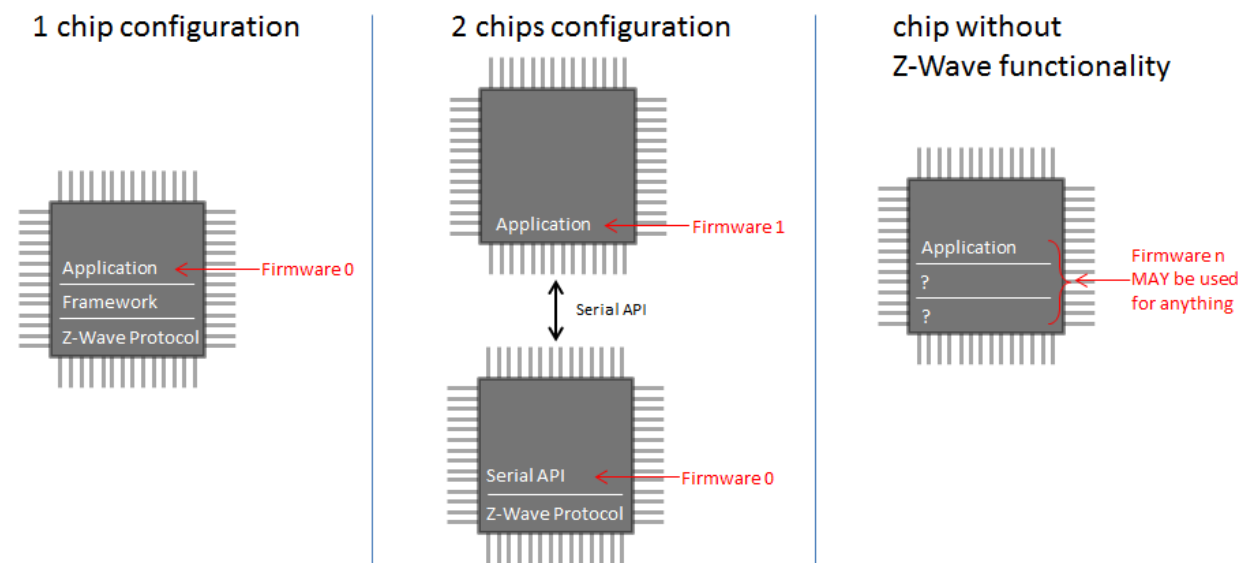 1 chip configuration
Application
Firmware 0
Framework
Z-Wave Protocol
2 chips configuration
Application
Firmware 1
Serial API
Serial API
Firmware 0
Z-Wave Protocol
chip without
Z-Wave functionality
Application
?
?
Firmware n
MAY be used
for anything